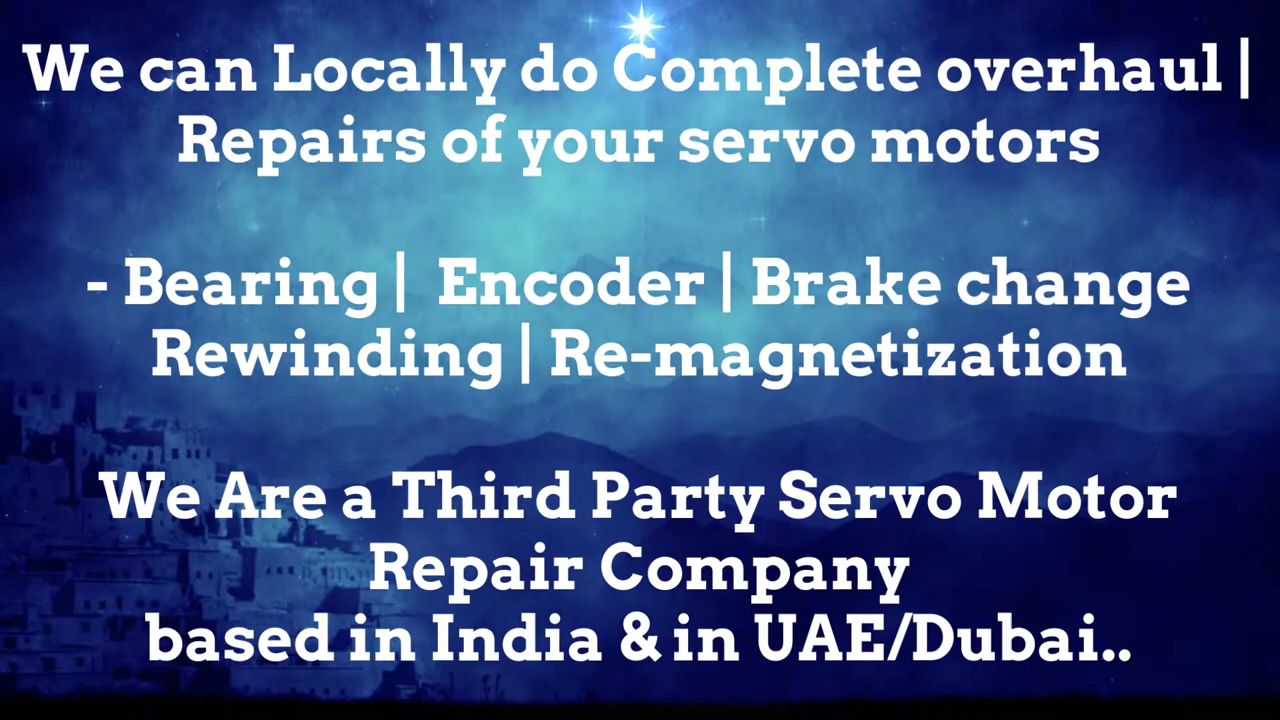 We can Locally do Complete overhaul |
Repairs of your servo motors
- Bearing | Encoder | Brake change
Rewinding | Re-magnetization
We Are a Third Party Servo Motor
Repair Company
based in India & in UAE/Dubai..